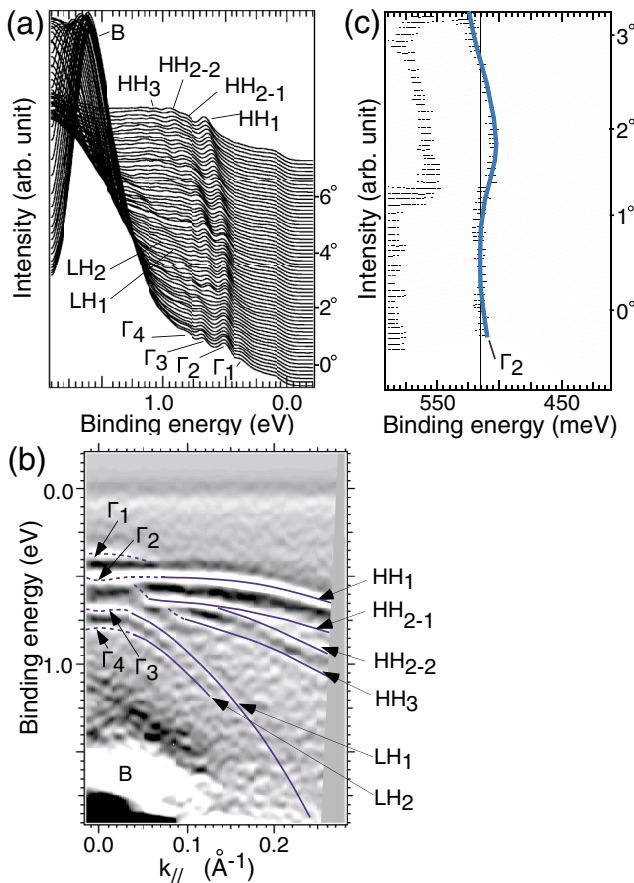 (a)
B
HH3
HH2-2
HH2-1
HH1
Intensity (arb. unit)
6°
4°
2°
0°
LH2
LH1
Γ4
Γ3
Γ2
Γ1
1.0
0.0
Binding energy (eV)
(c)
Intensity (arb. unit)
3°
2°
1°
0°
Γ2
550
450
Binding energy (meV)
(b)
0.0
1.0
Binding energy (eV)
Γ1
Γ2
Γ3
Γ4
B
HH1
HH2-1
HH2-2
HH3
LH1
LH2
0.0
0.1
0.2
k// (Å-1)